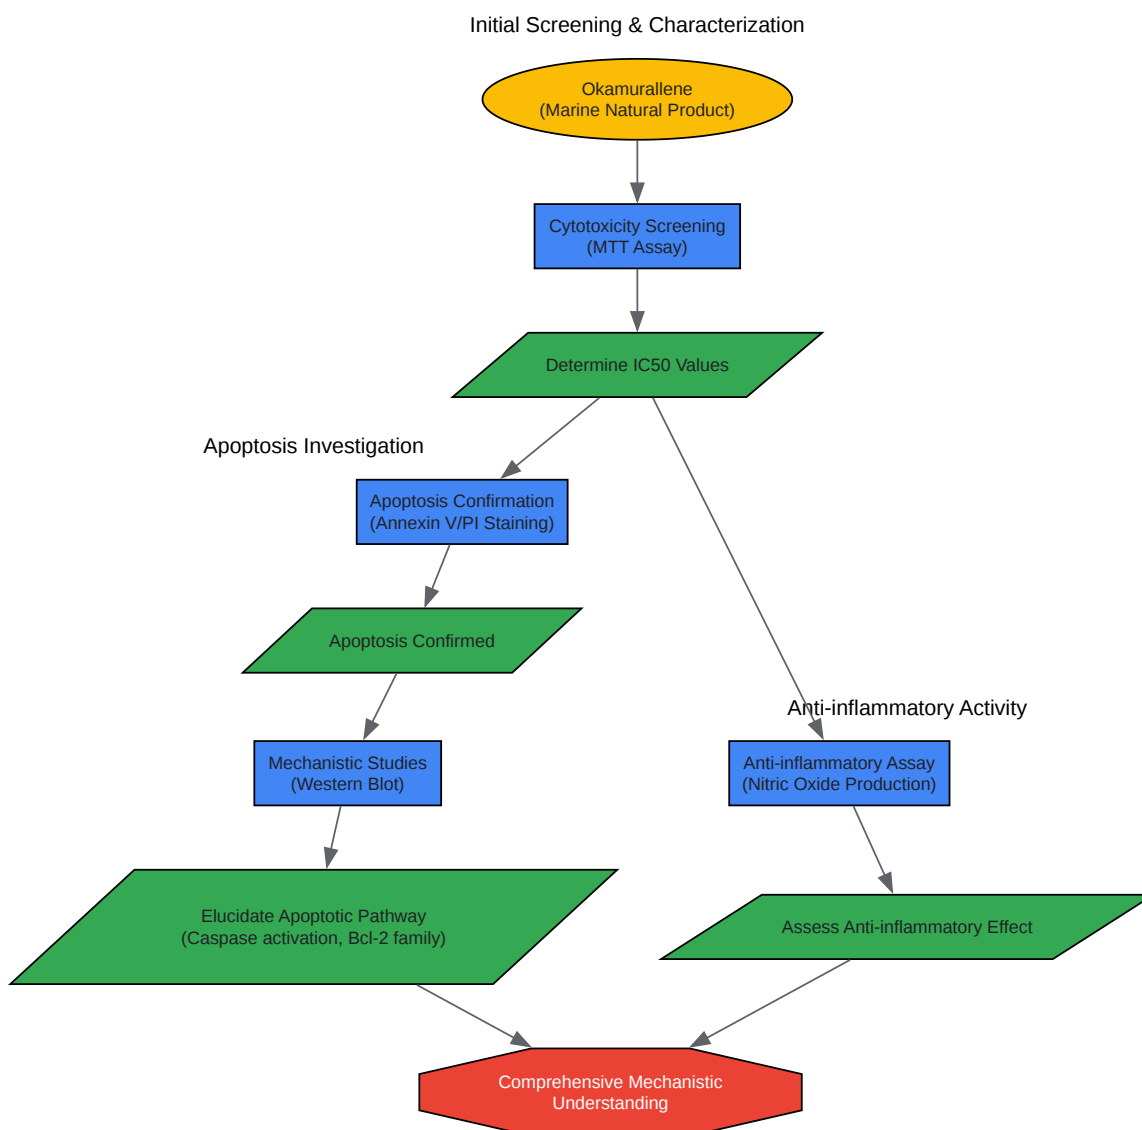 Initial Screening & Characterization
Okamurallene
(Marine Natural Product)
Cytotoxicity Screening
(MTT Assay)
Determine IC50 Values
Apoptosis Investigation
Apoptosis Confirmation
(Annexin V/PI Staining)
Apoptosis Confirmed
Anti-inflammatory Activity
Mechanistic Studies
(Western Blot)
Anti-inflammatory Assay
(Nitric Oxide Production)
Elucidate Apoptotic Pathway
(Caspase activation, Bcl-2 family)
Assess Anti-inflammatory Effect
Comprehensive Mechanistic
Understanding